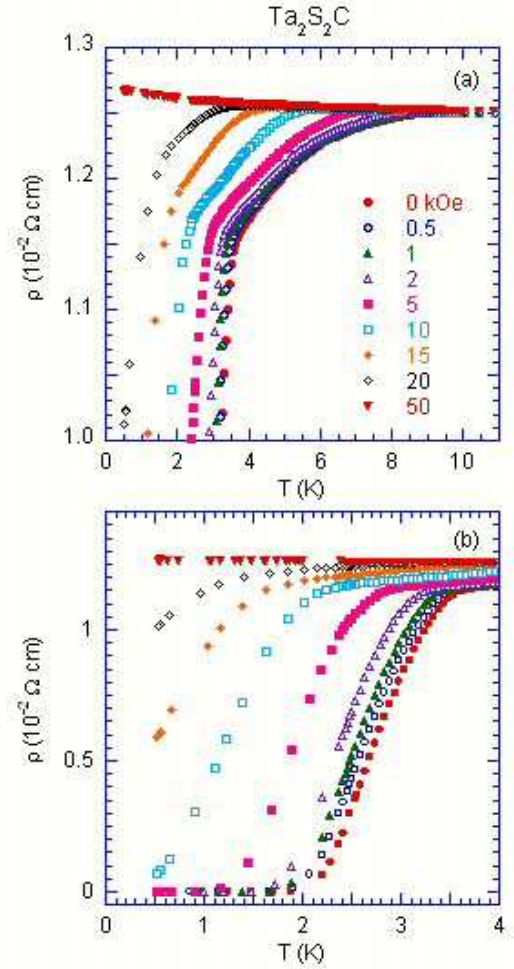 Ta₂S₂C
1.3
(a)
1.2
ρ (10⁻² Ω cm)
1.1
1.0
0 kOe
0.5
1
2
5
10
15
20
50
0 2 4 6 8 10
T (K)
(b)
1
ρ (10⁻² Ω cm)
0.5
0
0 1 2 3 4
T (K)